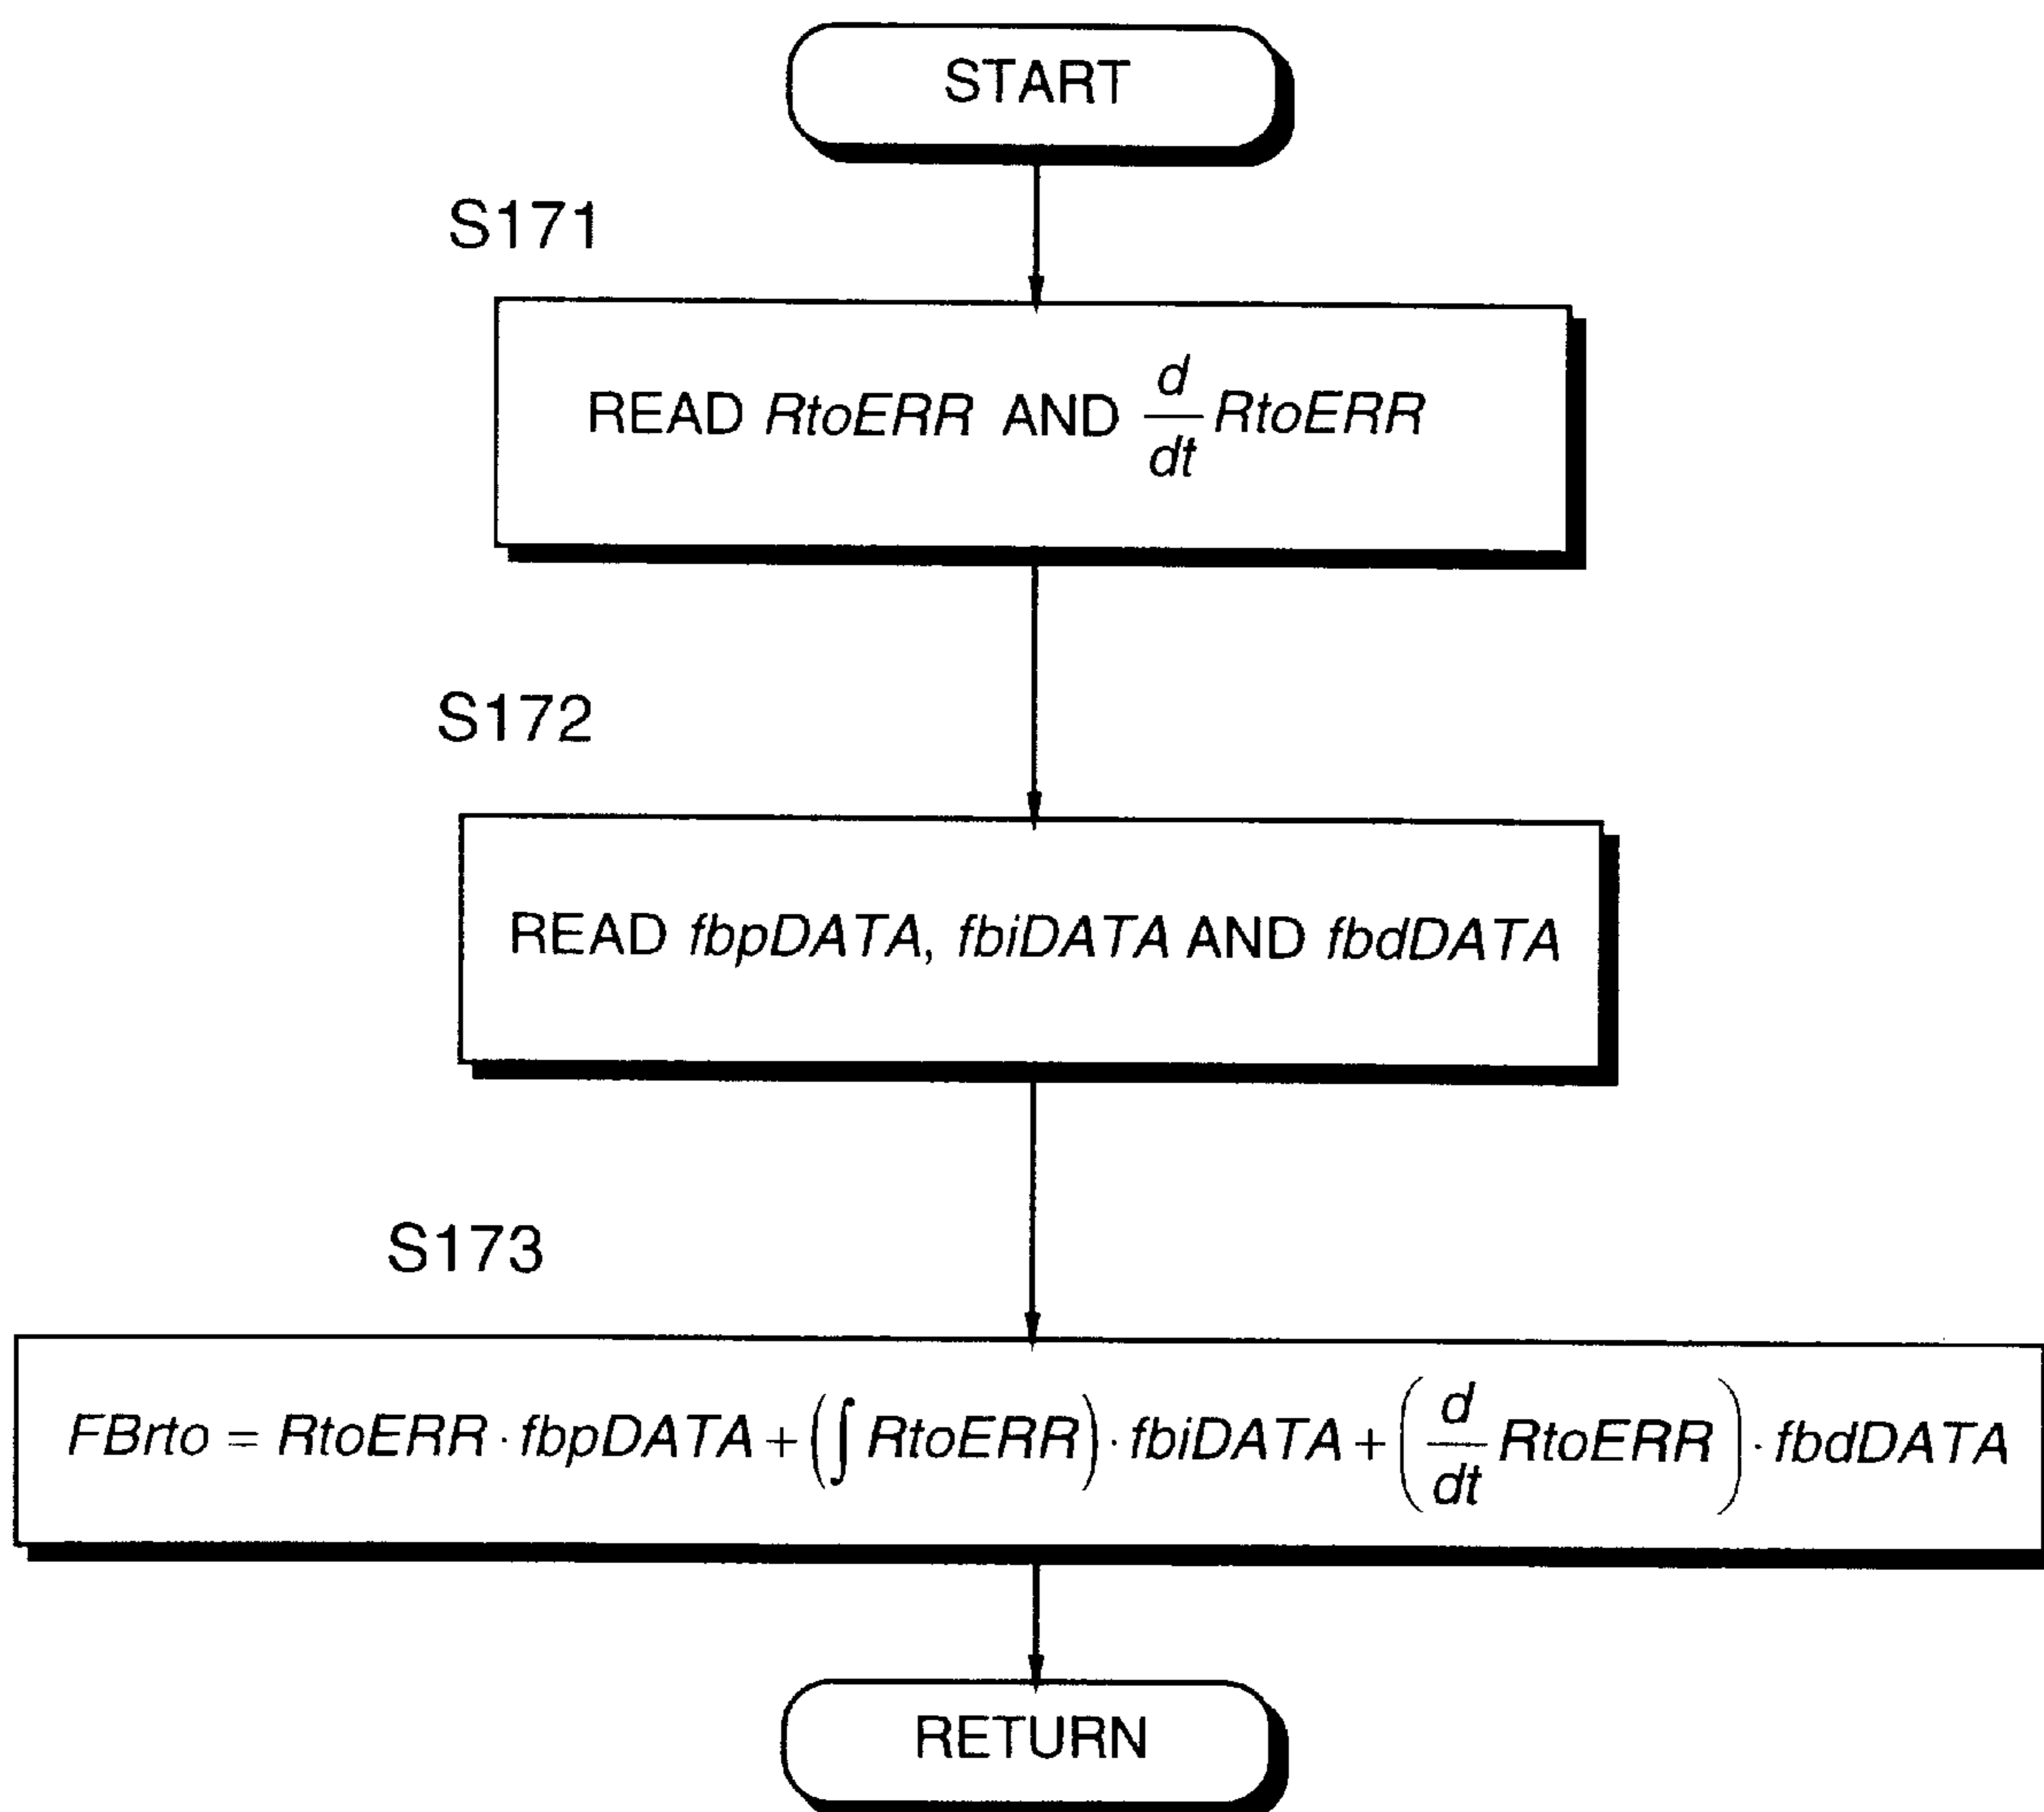 START
S171
READ RtoERR AND d/dt RtoERR
S172
READ fbpDATA, fbiDATA AND fbdDATA
S173
FBrto = RtoERR · fbpDATA + (∫ RtoERR) · fbiDATA + (d/dt RtoERR) · fbdDATA
RETURN